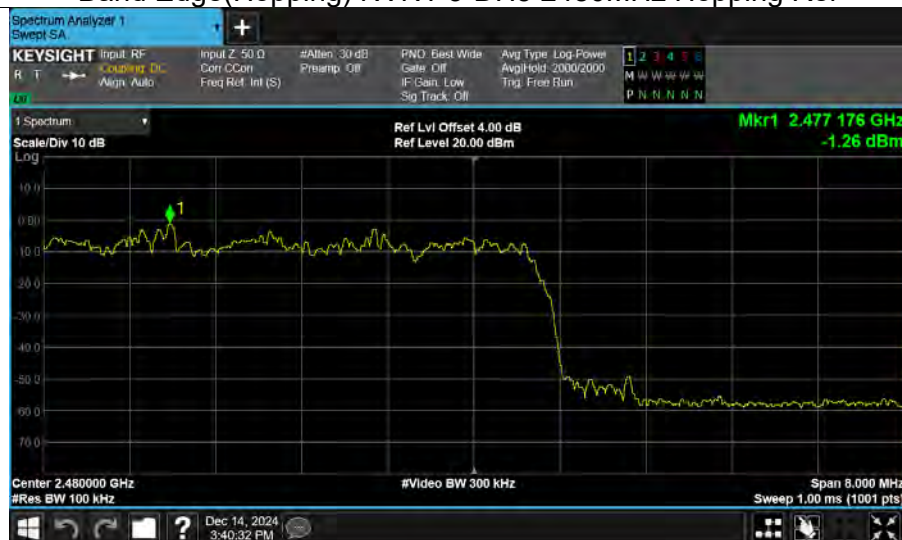 Spectrum Analyzer 1
Swept SA
+
KEYSIGHT Input: RF
R T
Coupling: DC
Align: Auto
Input Z: 50 Ω
Corr CCorr
Freq Ref: Int (S)
#Atten: 30 dB
Preamp: Off
PNO: Best Wide
Gate: Off
IF Gain: Low
Sig Track: Off
Avg Type: Log-Power
Avg|Hold: 2000/2000
Trig: Free Run
1 2 3 4 5 6
M W W W W W
P N N N N N
1 Spectrum
Scale/Div 10 dB
Log
Ref Lvl Offset 4.00 dB
Ref Level 20.00 dBm
Mkr1 2.477 176 GHz
-1.26 dBm
10.0
0.00
1
-10.0
-20.0
-30.0
-40.0
-50.0
-60.0
-70.0
Center 2.480000 GHz
#Res BW 100 kHz
#Video BW 300 kHz
Span 8.000 MHz
Sweep 1.00 ms (1001 pts)
?
Dec 14, 2024
3:40:32 PM